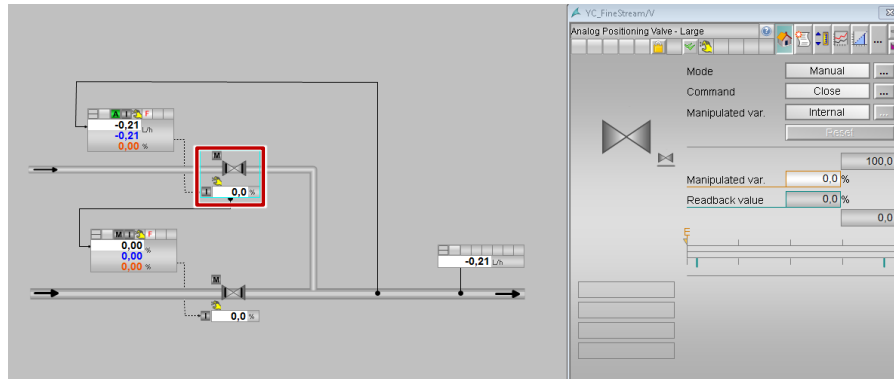 YC_FineStream/V
Analog Positioning Valve - Large
...
Mode Manual ...
Command Close ...
Manipulated var. Internal ...
Reset
100,0
Manipulated var. 0,0 %
Readback value 0,0 %
0,0
E
A I F
-0,21 L/h
-0,21
0,00 %
M
I 0,0 %
M I F
0,00 %
0,00
0,00 %
-0,21 L/h
M
I 0,0 %